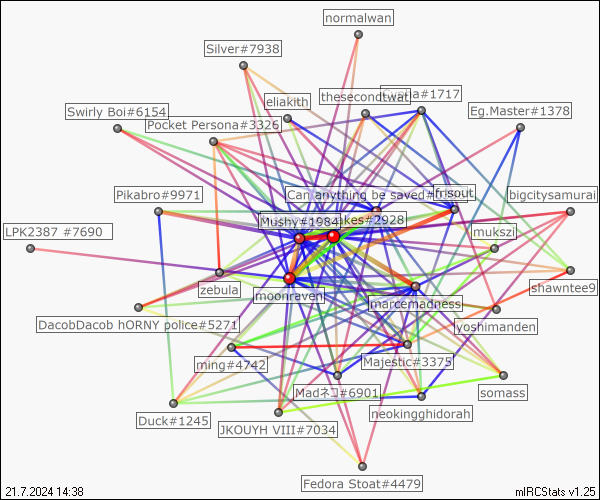 normalwan
Silver#7938
eliakith
thesecondtwat
#1717
Eg.Master#1378
Swirly Boi#6154
Pocket Persona#3326
Pikabro#9971
Can anything be saved
frisout
bigcitysamurai
Mushy#1984
akes#2928
mukszi
LPK2387 #7690
zebula
moonraven
marcemadness
shawntee9
DacobDacob hORNY police#5271
yoshimanden
ming#4742
Majestic#3375
Madネコ#6901
somass
Duck#1245
JKOUYH VIII#7034
neokingghidorah
Fedora Stoat#4479
21.7.2024 14:38
mIRCStats v1.25